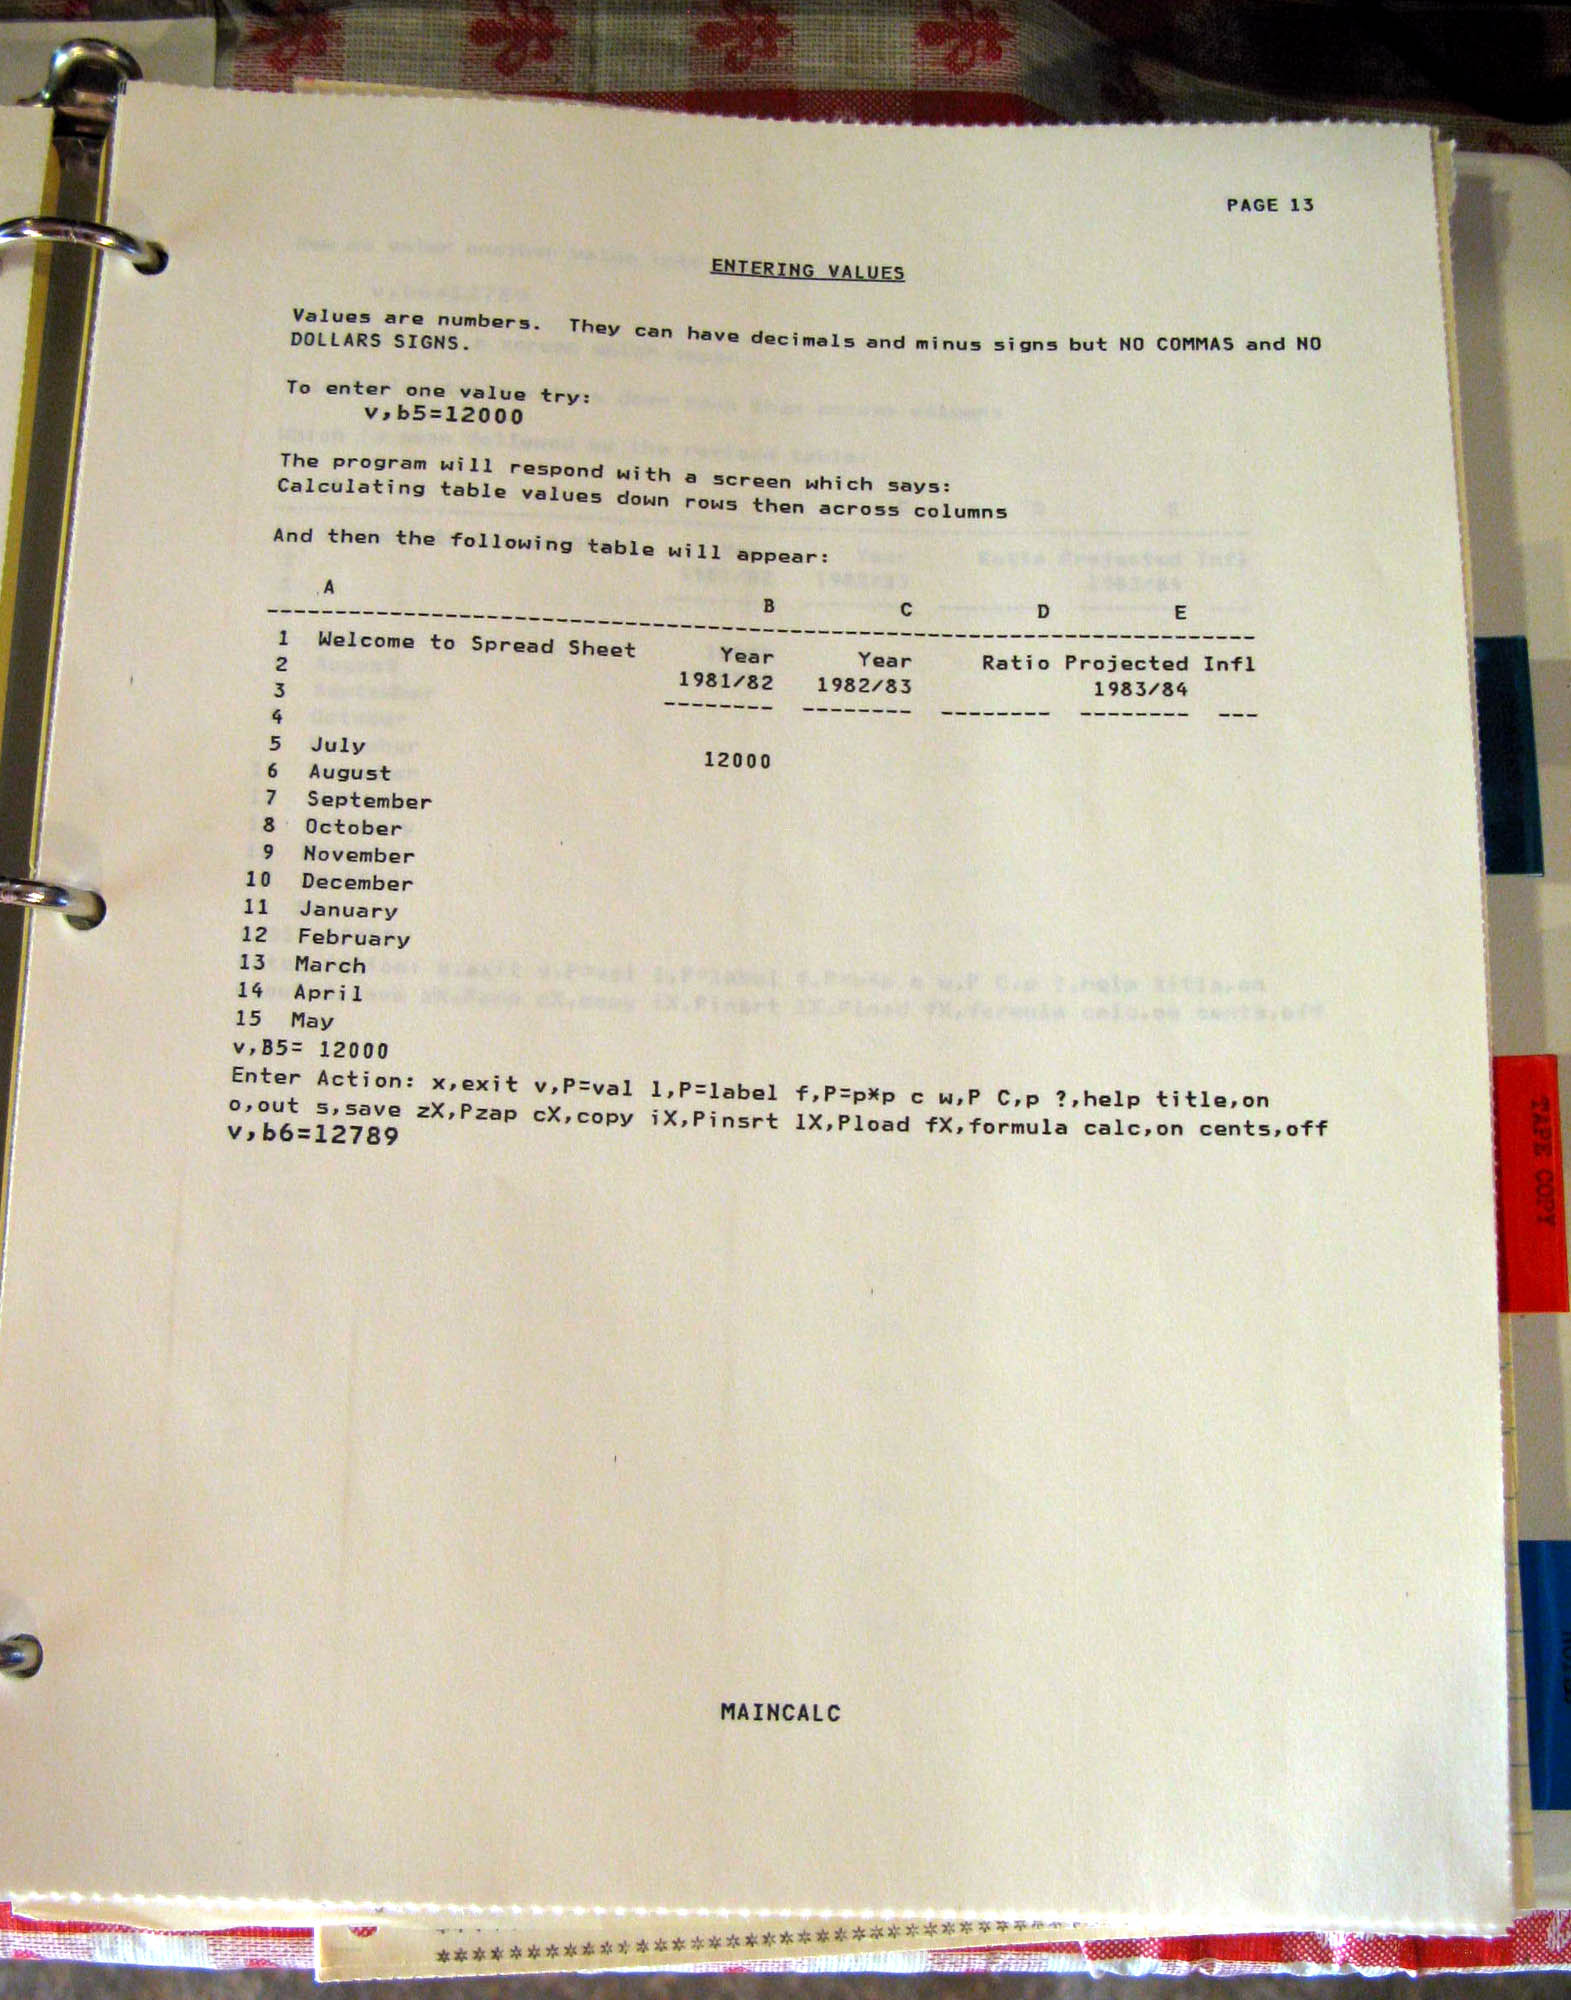 PAGE 13
ENTERING VALUES
Values are numbers.  They can have decimals and minus signs but NO COMMAS and NO
DOLLARS SIGNS.
To enter one value try:
v,b5=12000
The program will respond with a screen which says:
Calculating table values down rows then across columns
And then the following table will appear:
A B C D E
--------------------------------------------------------------------------------
1 Welcome to Spread Sheet Year Year Ratio Projected Infl
2 1981/82 1982/83 1983/84
3 -------- -------- -------- -------- ---
4
5 July 12000
6 August
7 September
8 October
9 November
10 December
11 January
12 February
13 March
14 April
15 May
v,B5= 12000
Enter Action: x,exit v,P=val l,P=label f,P=p*p c w,P C,p ?,help title,on
o,out s,save zX,Pzap cX,copy iX,Pinsrt lX,Pload fX,formula calc,on cents,off
v,b6=12789
MAINCALC
TAPE COPY